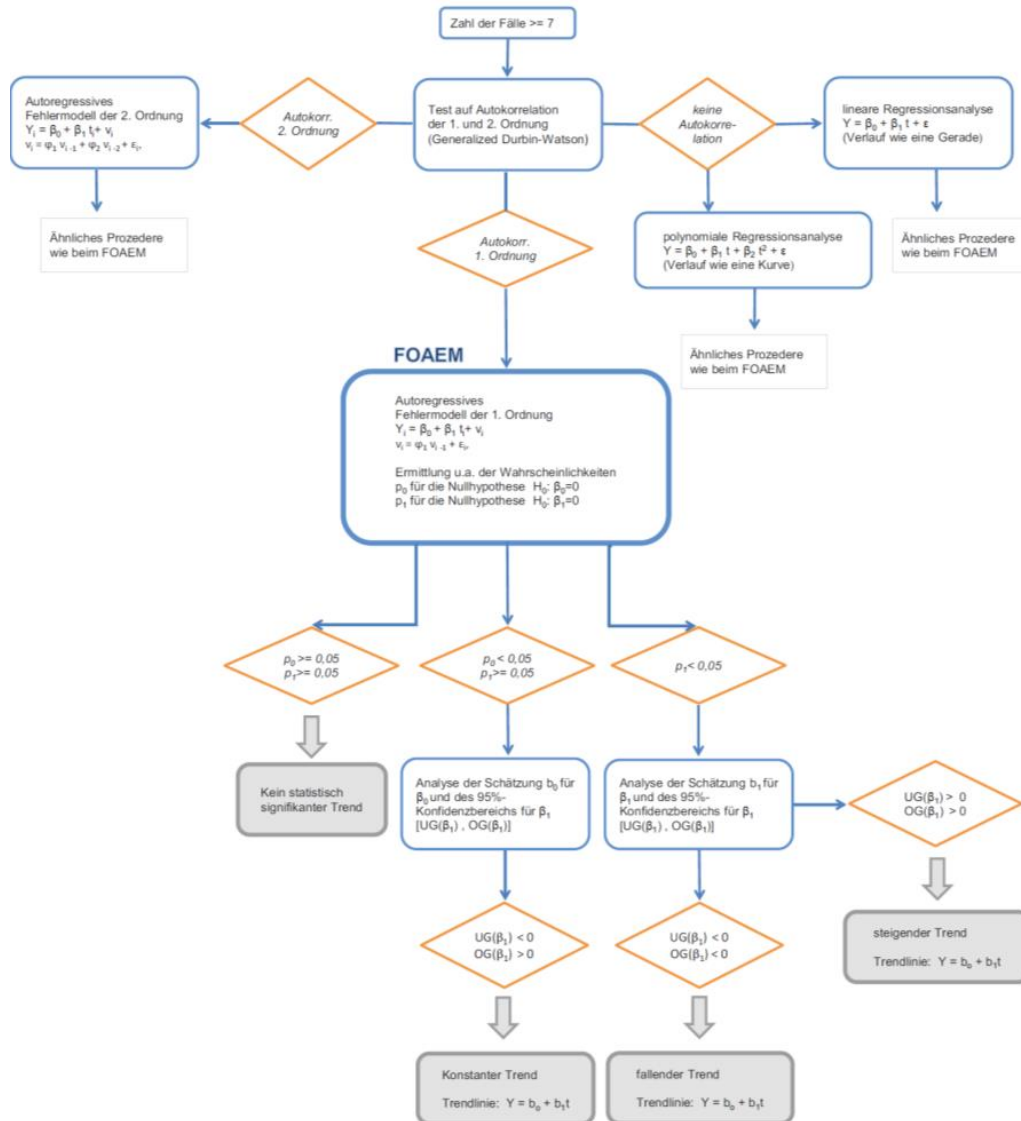 Zahl der Fälle >= 7
Autoregressives
Fehlermodell der 2. Ordnung
Yᵢ = β₀ + β₁ tᵢ+ vᵢ
vᵢ = φ₁ vᵢ₋₁ + φ₂ vᵢ₋₂ + εᵢ,
Autokorr.
2. Ordnung
Test auf Autokorrelation
der 1. und 2. Ordnung
(Generalized Durbin-Watson)
keine
Autokorre-
lation
lineare Regressionsanalyse
Y = β₀ + β₁ t + ε
(Verlauf wie eine Gerade)
Ähnliches Prozedere
wie beim FOAEM
Autokorr.
1. Ordnung
polynomiale Regressionsanalyse
Y = β₀ + β₁ t + β₂ t² + ε
(Verlauf wie eine Kurve)
Ähnliches Prozedere
wie beim FOAEM
Ähnliches Prozedere
wie beim FOAEM
FOAEM
Autoregressives
Fehlermodell der 1. Ordnung
Yᵢ = β₀ + β₁ tᵢ+ vᵢ
vᵢ = φ₁ vᵢ₋₁ + εᵢ,
Ermittlung u.a. der Wahrscheinlichkeiten
p₀ für die Nullhypothese H₀: β₀=0
p₁ für die Nullhypothese H₀: β₁=0
p₀ >= 0,05
p₁>= 0,05
p₀ < 0,05
p₁>= 0,05
p₁< 0,05
Kein statistisch
signifikanter Trend
Analyse der Schätzung b₀ für
β₀ und des 95%-
Konfidenzbereichs für β₁
[UG(β₁) , OG(β₁)]
Analyse der Schätzung b₁ für
β₁ und des 95%-
Konfidenzbereichs für β₁
[UG(β₁) , OG(β₁)]
UG(β₁) > 0
OG(β₁) > 0
UG(β₁) < 0
OG(β₁) > 0
UG(β₁) < 0
OG(β₁) < 0
steigender Trend
Trendlinie: Y = bₒ + b₁t
Konstanter Trend
Trendlinie: Y = bₒ + b₁t
fallender Trend
Trendlinie: Y = bₒ + b₁t